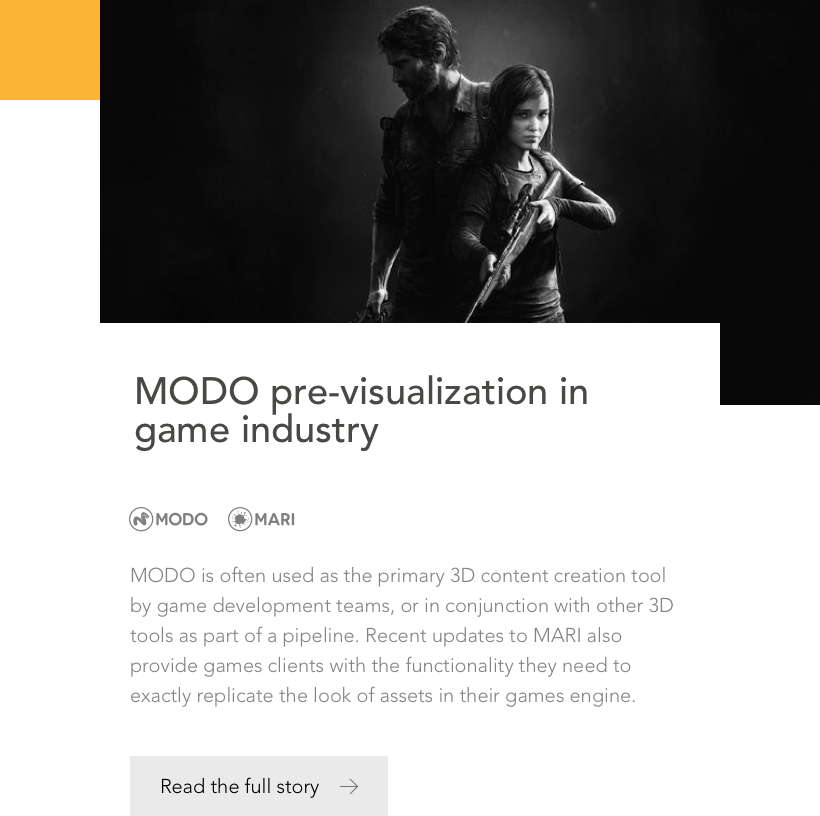 MODO pre-visualization in
game industry
MODO MARI
MODO is often used as the primary 3D content creation tool
by game development teams, or in conjunction with other 3D
tools as part of a pipeline. Recent updates to MARI also
provide games clients with the functionality they need to
exactly replicate the look of assets in their games engine.
Read the full story →